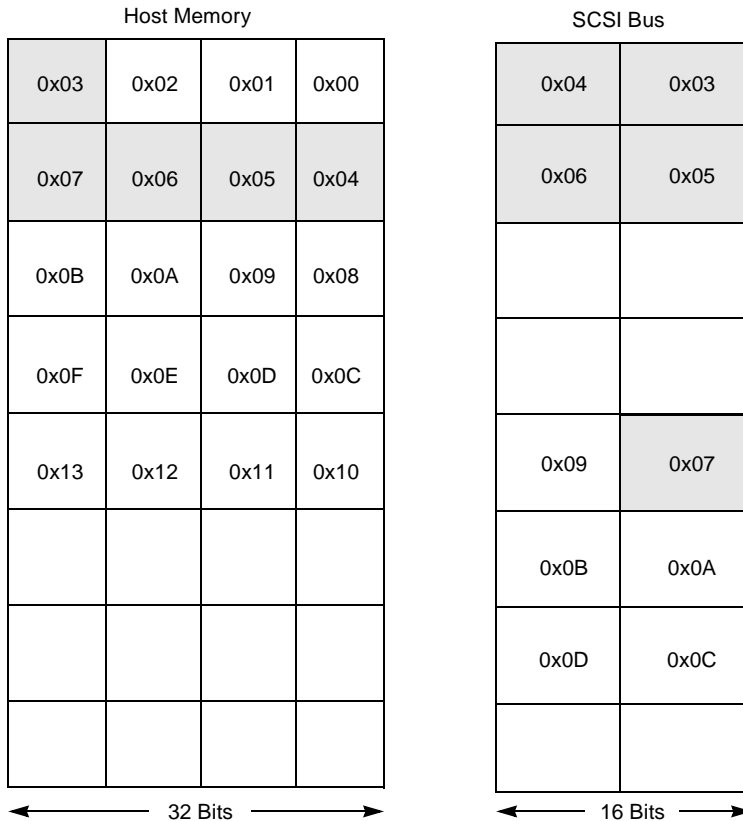 Host Memory
0x03 0x02 0x01 0x00
0x07 0x06 0x05 0x04
0x0B 0x0A 0x09 0x08
0x0F 0x0E 0x0D 0x0C
0x13 0x12 0x11 0x10
32 Bits
SCSI Bus
0x04 0x03
0x06 0x05
0x09 0x07
0x0B 0x0A
0x0D 0x0C
16 Bits